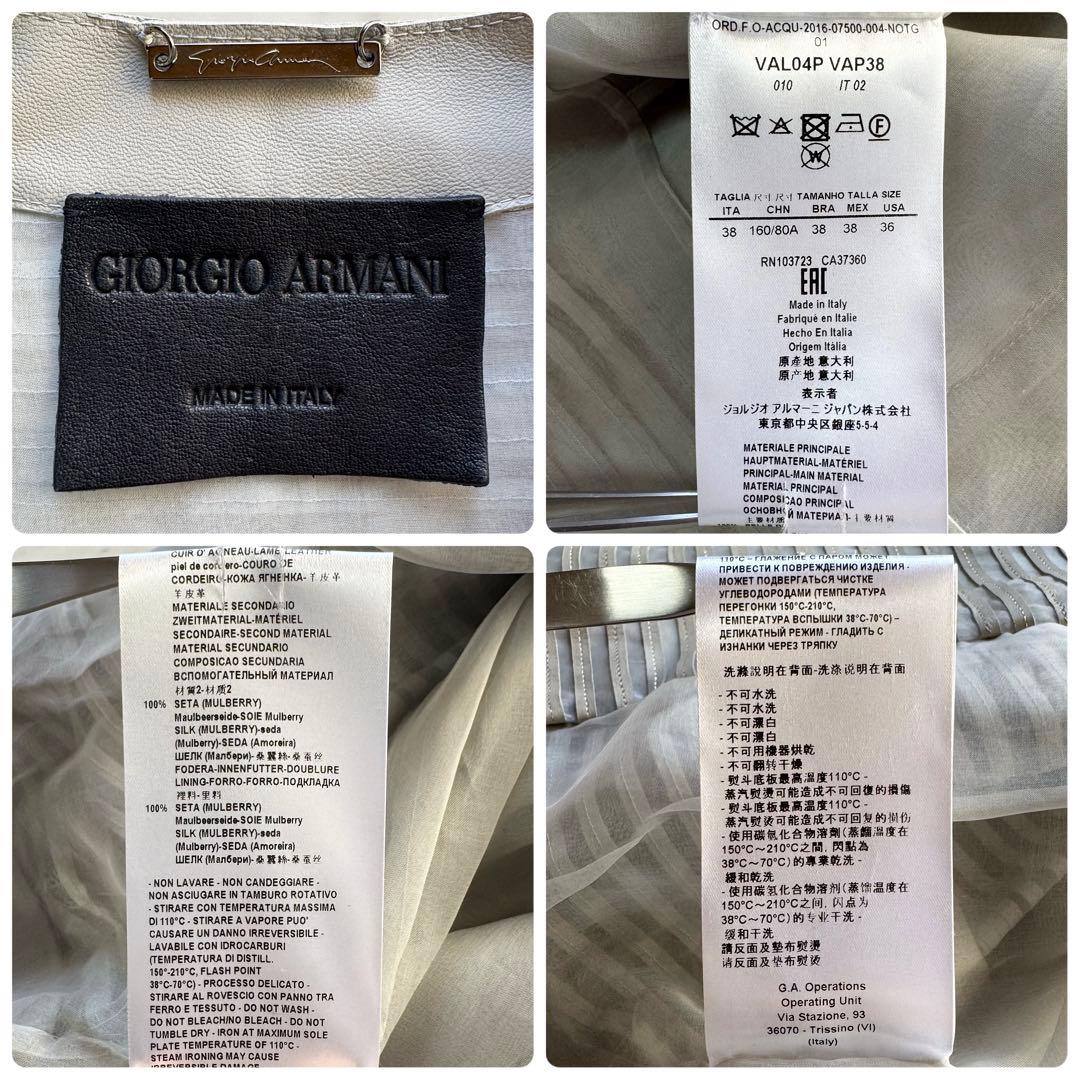 Giorgio Armani
GIORGIO ARMANI
MADE IN ITALY
ORD.F.O-ACQU-2016-07500-004-NOTG
01
VAL04P VAP38
010 IT 02
F
W
TAGLIA 尺寸 尺寸 TAMANHO TALLA SIZE
ITA CHN BRA MEX USA
38 160/80A 38 38 36
RN103723 CA37360
EAC
Made in Italy
Fabriqué en Italie
Hecho En Italia
Origem Itália
原產地 意大利
原产地 意大利
表示者
ジョルジオ アルマーニ ジャパン株式会社
東京都中央区銀座5-5-4
MATERIALE PRINCIPALE
HAUPTMATERIAL-MATÉRIEL
PRINCIPAL-MAIN MATERIAL
MATERIAL PRINCIPAL
COMPOSICAO PRINCIPAL
ОСНОВНОЙ МАТЕРИАЛ-主要材質
主要材质
CUIR D'AGNEAU-LAMB LEATHER
piel de cordero-COURO DE
CORDEIRO-КОЖА ЯГНЕНКА-羊皮革
羊皮革
MATERIALE SECONDARIO
ZWEITMATERIAL-MATÉRIEL
SECONDAIRE-SECOND MATERIAL
MATERIAL SECUNDARIO
COMPOSICAO SECUNDARIA
ВСПОМОГАТЕЛЬНЫЙ МАТЕРИАЛ
材質2-材质2
100% SETA (MULBERRY)
Maulbeerseide-SOIE Mulberry
SILK (MULBERRY)-seda
(Mulberry)-SEDA (Amoreira)
ШЕЛК (Малбери)-桑蠶絲-桑蚕丝
FODERA-INNENFUTTER-DOUBLURE
LINING-FORRO-FORRO-ПОДКЛАДКА
裡料-里料
100% SETA (MULBERRY)
Maulbeerseide-SOIE Mulberry
SILK (MULBERRY)-seda
(Mulberry)-SEDA (Amoreira)
ШЕЛК (Малбери)-桑蠶絲-桑蚕丝
- NON LAVARE - NON CANDEGGIARE -
NON ASCIUGARE IN TAMBURO ROTATIVO
- STIRARE CON TEMPERATURA MASSIMA
DI 110°C - STIRARE A VAPORE PUO'
CAUSARE UN DANNO IRREVERSIBILE -
LAVABILE CON IDROCARBURI
(TEMPERATURA DI DISTILL.
150°-210°C, FLASH POINT
38°C-70°C) - PROCESSO DELICATO -
STIRARE AL ROVESCIO CON PANNO TRA
FERRO E TESSUTO - DO NOT WASH -
DO NOT BLEACH/NO BLEACH - DO NOT
TUMBLE DRY - IRON AT MAXIMUM SOLE
PLATE TEMPERATURE OF 110°C -
STEAM IRONING MAY CAUSE
IRREVERSIBLE DAMAGE
110°C - ГЛАЖЕНИЕ С ПАРОМ МОЖЕТ
ПРИВЕСТИ К ПОВРЕЖДЕНИЮ ИЗДЕЛИЯ -
МОЖЕТ ПОДВЕРГАТЬСЯ ЧИСТКЕ
УГЛЕВОДОРОДАМИ (ТЕМПЕРАТУРА
ПЕРЕГОНКИ 150°C-210°C,
ТЕМПЕРАТУРА ВСПЫШКИ 38°C-70°C) –
ДЕЛИКАТНЫЙ РЕЖИМ - ГЛАДИТЬ С
ИЗНАНКИ ЧЕРЕЗ ТРЯПКУ
洗滌說明在背面-洗涤说明在背面
- 不可水洗
- 不可水洗
- 不可漂白
- 不可漂白
- 不可用機器烘乾
- 不可翻转干燥
- 熨斗底板最高溫度110°C -
蒸汽熨燙可能造成不可回復的損傷
- 熨斗底板最高温度110°C -
蒸汽熨烫可能造成不可回复的损伤
- 使用碳氫化合物溶劑(蒸餾溫度在
150°C～210°C之間, 閃點為
38°C～70°C)的專業乾洗 -
緩和乾洗
- 使用碳氢化合物溶剂(蒸馏温度在
150°C～210°C之间, 闪点为
38°C～70°C)的专业干洗 -
缓和干洗
請反面及墊布熨燙
请反面及垫布熨烫
G.A. Operations
Operating Unit
Via Stazione, 93
36070 - Trissino (VI)
(Italy)